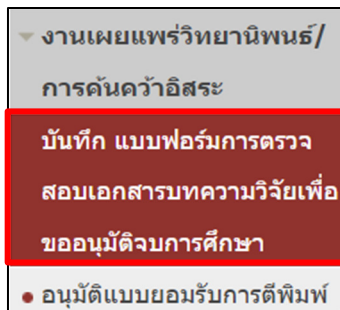 งานเผยแพร่วิทยานิพนธ์/
การค้นคว้าอิสระ
บันทึก แบบฟอร์มการตรวจ
สอบเอกสารบทความวิจัยเพื่อ
ขออนุมัติจบการศึกษา
อนุมัติแบบยอมรับการตีพิมพ์